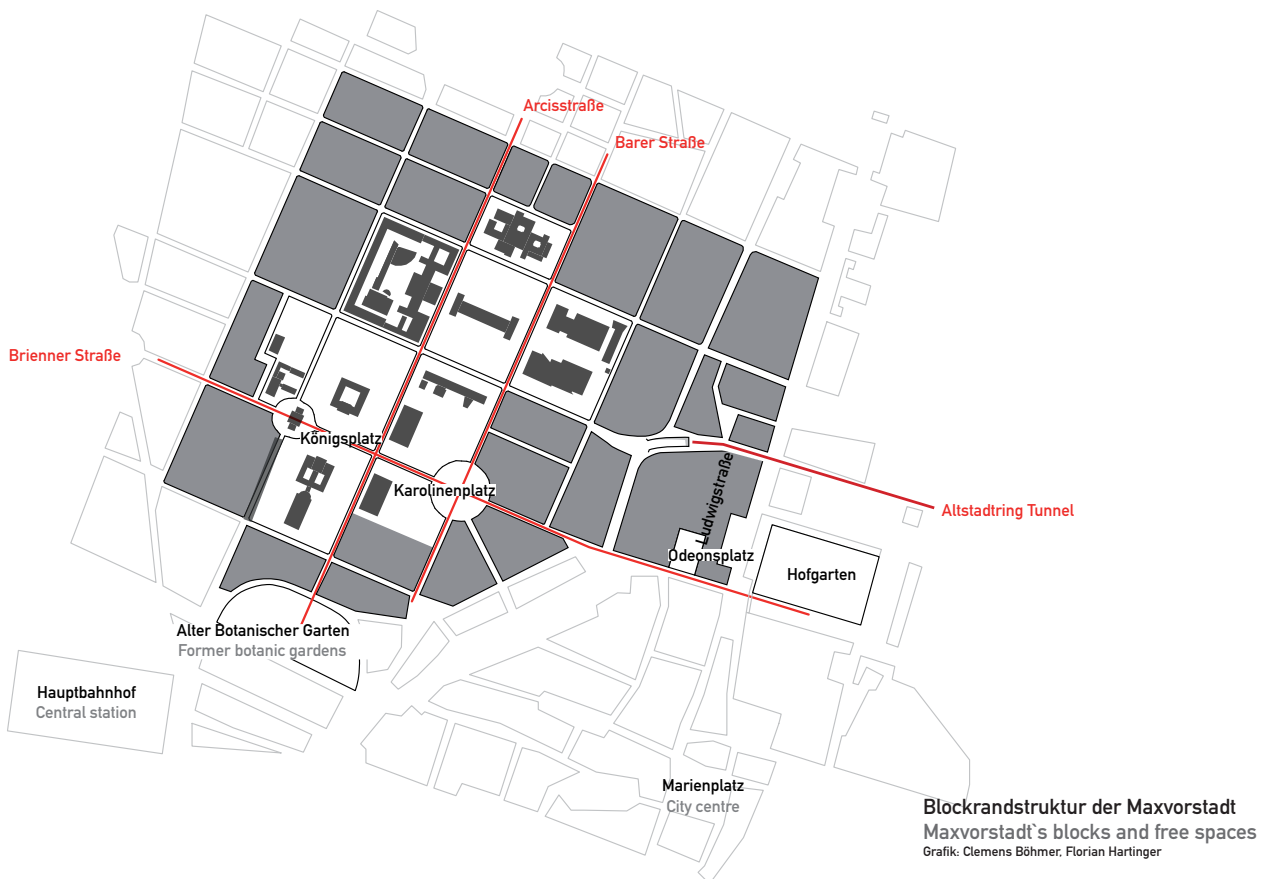 Arcisstraße
Barer Straße
Brienner Straße
Königsplatz
Karolinenplatz
Ludwigstraße
Altstadtring Tunnel
Odeonsplatz
Hofgarten
Alter Botanischer Garten
Former botanic gardens
Hauptbahnhof
Central station
Marienplatz
City centre
Blockrandstruktur der Maxvorstadt
Maxvorstadt`s blocks and free spaces
Grafik: Clemens Böhmer, Florian Hartinger